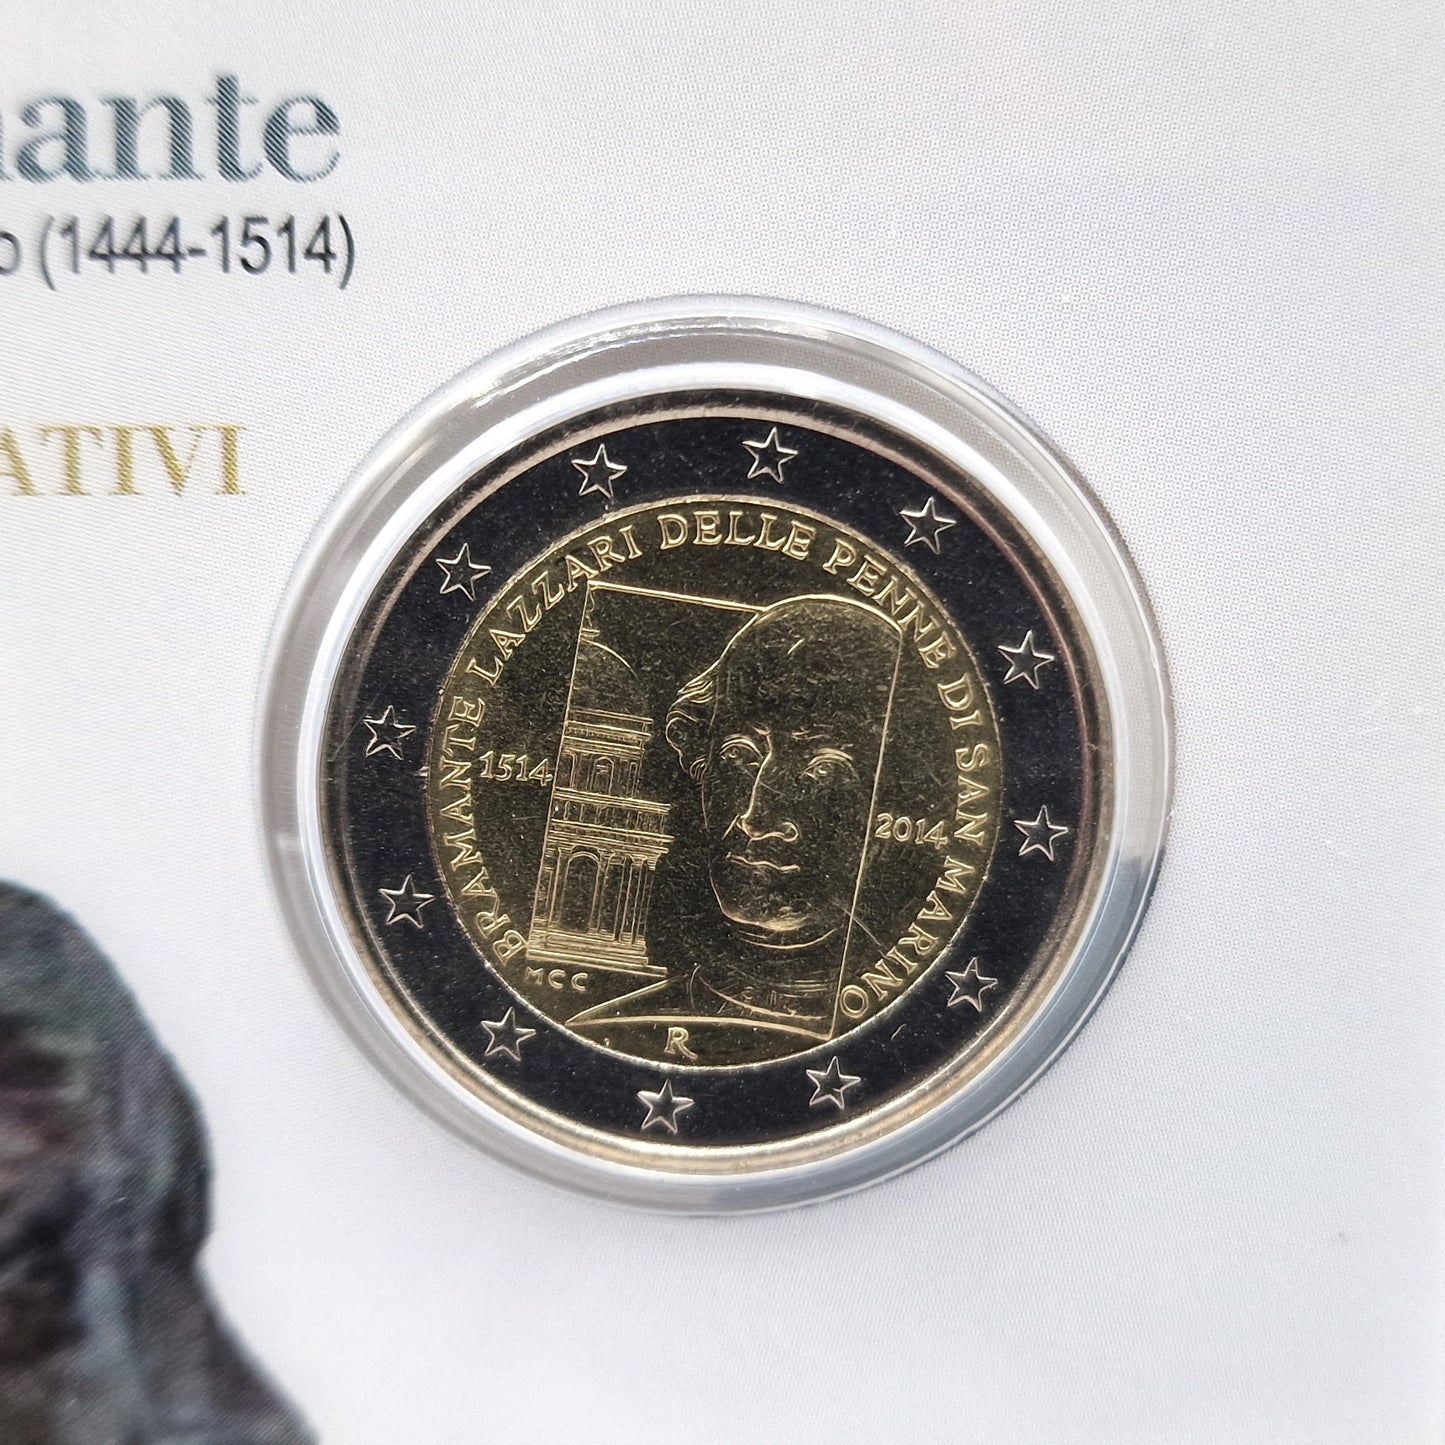 ante
(1444-1514)
ATIVI
BRAMANTE LAZZARI DELLE PENNE DI SAN MARINO
1514
2014
MCC
R